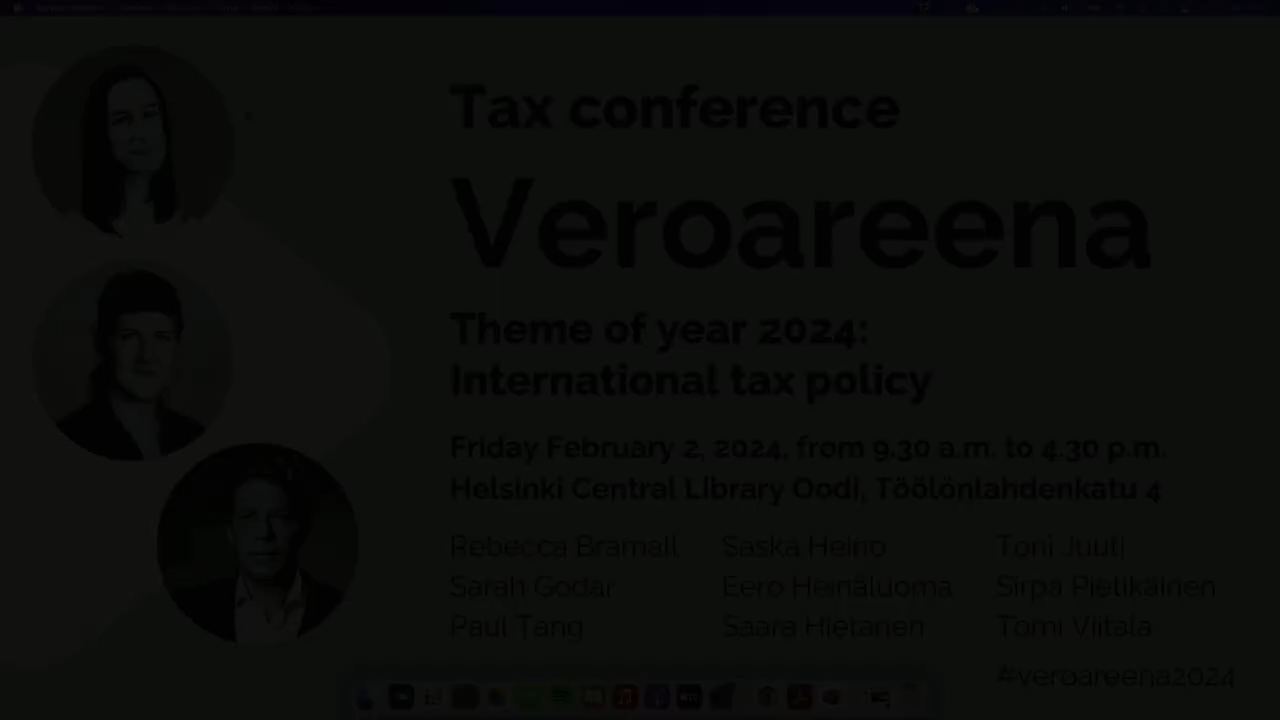 Tax conference
Veroareena
Theme of year 2024:
International tax policy
Friday February 2, 2024, from 9.30 a.m. to 4.30 p.m.
Helsinki Central Library Oodi, Töölönlahdenkatu 4
Rebecca Bramall Saska Heino Toni Juuti
Sarah Godar Eero Heinäluoma Sirpa Pietikäinen
Paul Tang Saara Hietanen Tomi Viitala
#veroareena2024